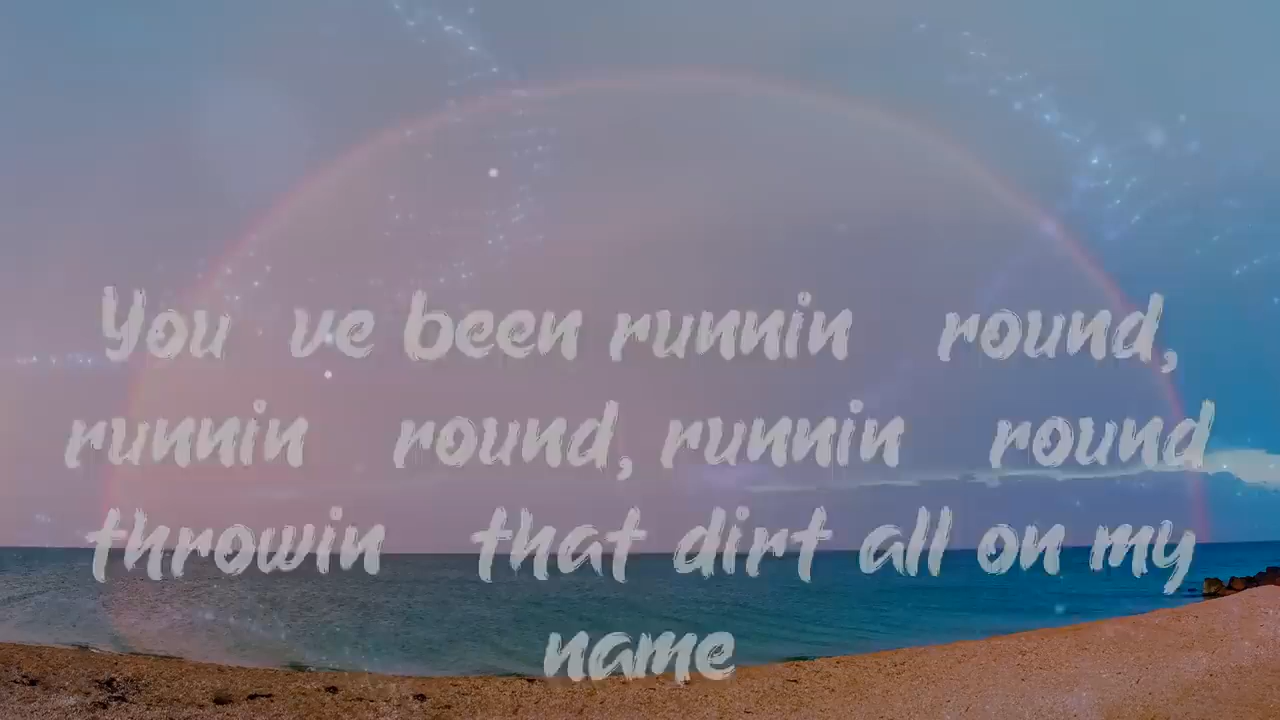 You ve been runnin round,
runnin round, runnin round
throwin that dirt all on my
name